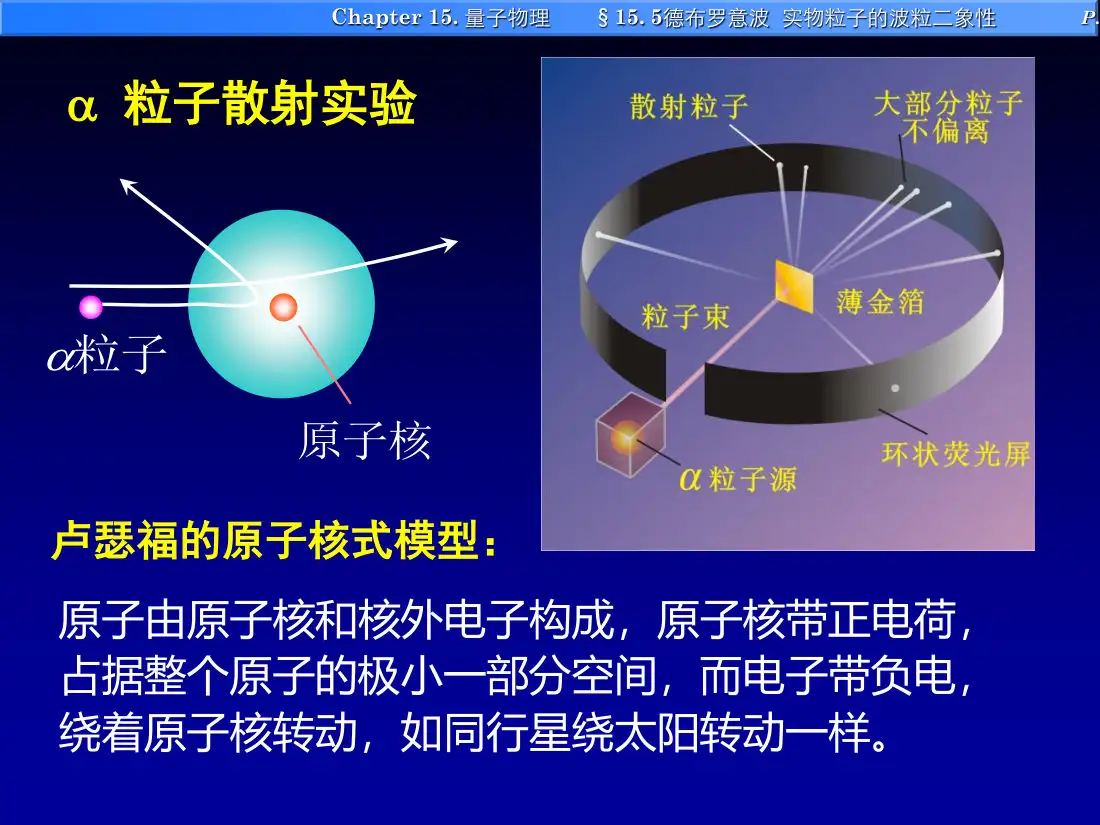 Chapter 15. 量子物理 §15.5德布罗意波 实物粒子的波粒二象性 P.
α 粒子散射实验
α粒子
原子核
散射粒子
大部分粒子
不偏离
粒子束
薄金箔
环状荧光屏
α粒子源
卢瑟福的原子核式模型：
原子由原子核和核外电子构成，原子核带正电荷，
占据整个原子的极小一部分空间，而电子带负电，
绕着原子核转动，如同行星绕太阳转动一样。